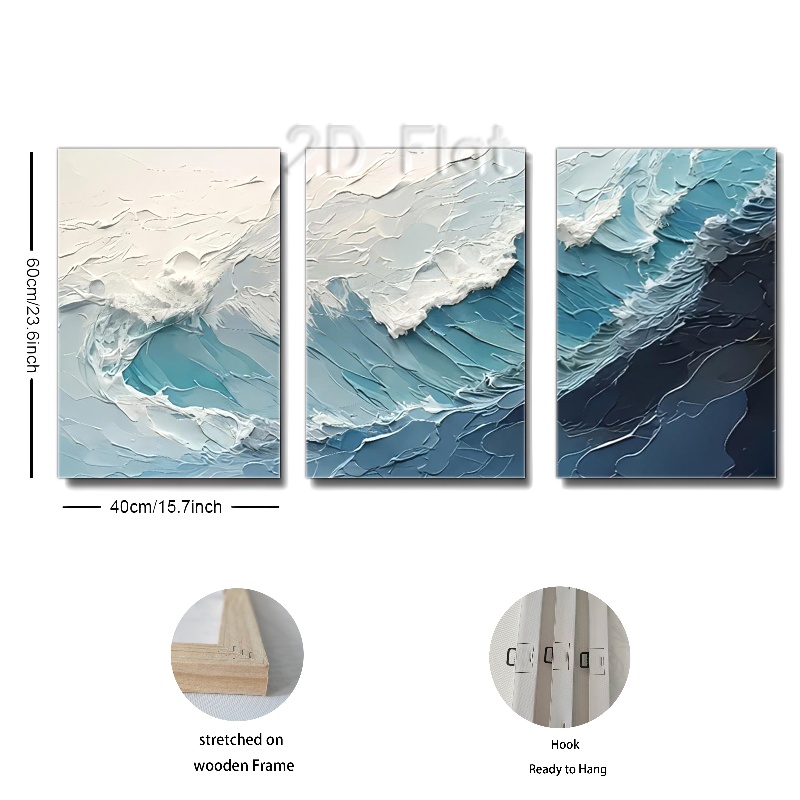 2D Flat
60cm/23.6inch
40cm/15.7inch
stretched on
wooden Frame
Hook
Ready to Hang